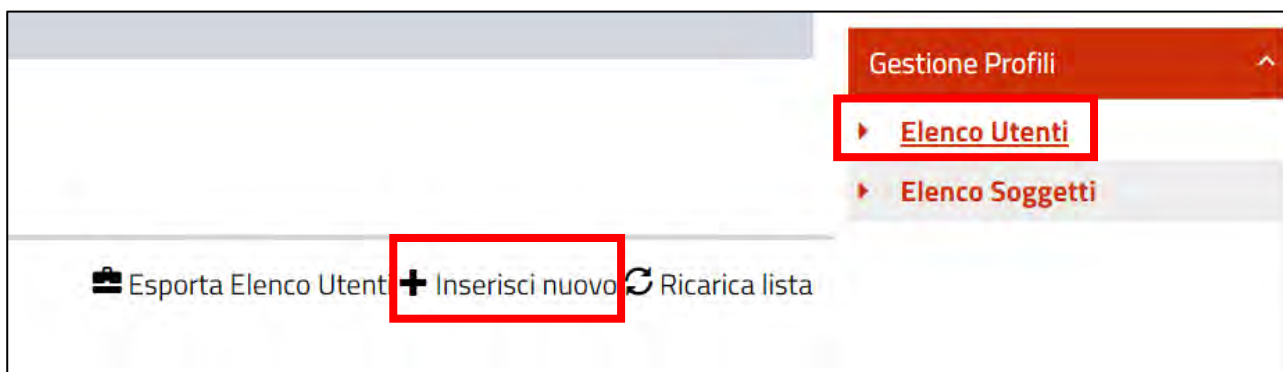 Gestione Profili
Elenco Utenti
Elenco Soggetti
Esporta Elenco Utenti Inserisci nuovo Ricarica lista